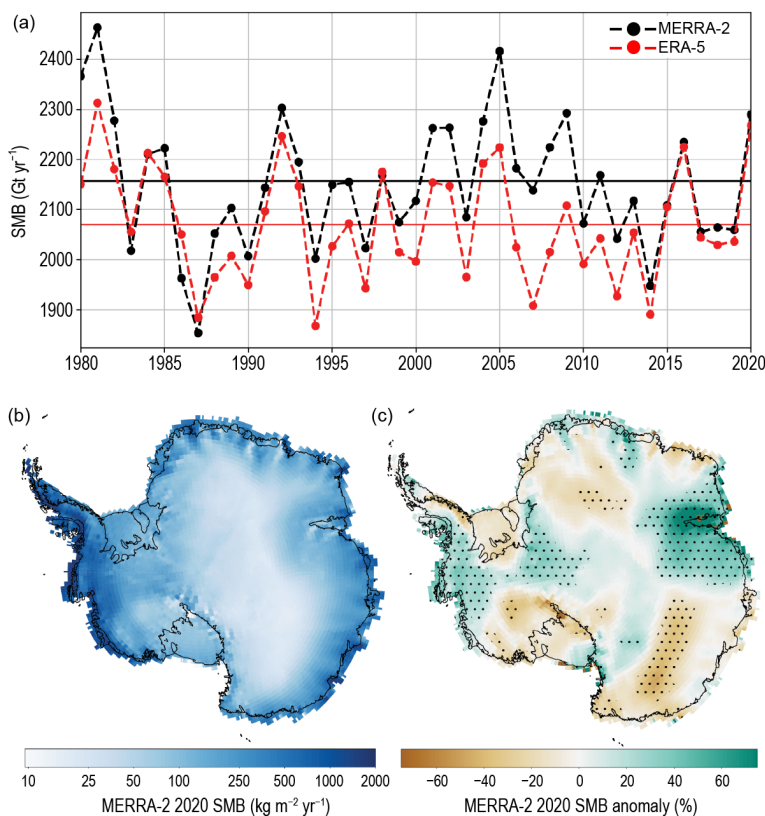 (a)
MERRA-2
ERA-5
2400
2300
2200
2100
2000
1900
SMB (Gt yr⁻¹)
1980 1985 1990 1995 2000 2005 2010 2015 2020
(b)
(c)
10 25 50 100 250 500 1000 2000
MERRA-2 2020 SMB (kg m⁻² yr⁻¹)
−60 −40 −20 0 20 40 60
MERRA-2 2020 SMB anomaly (%)